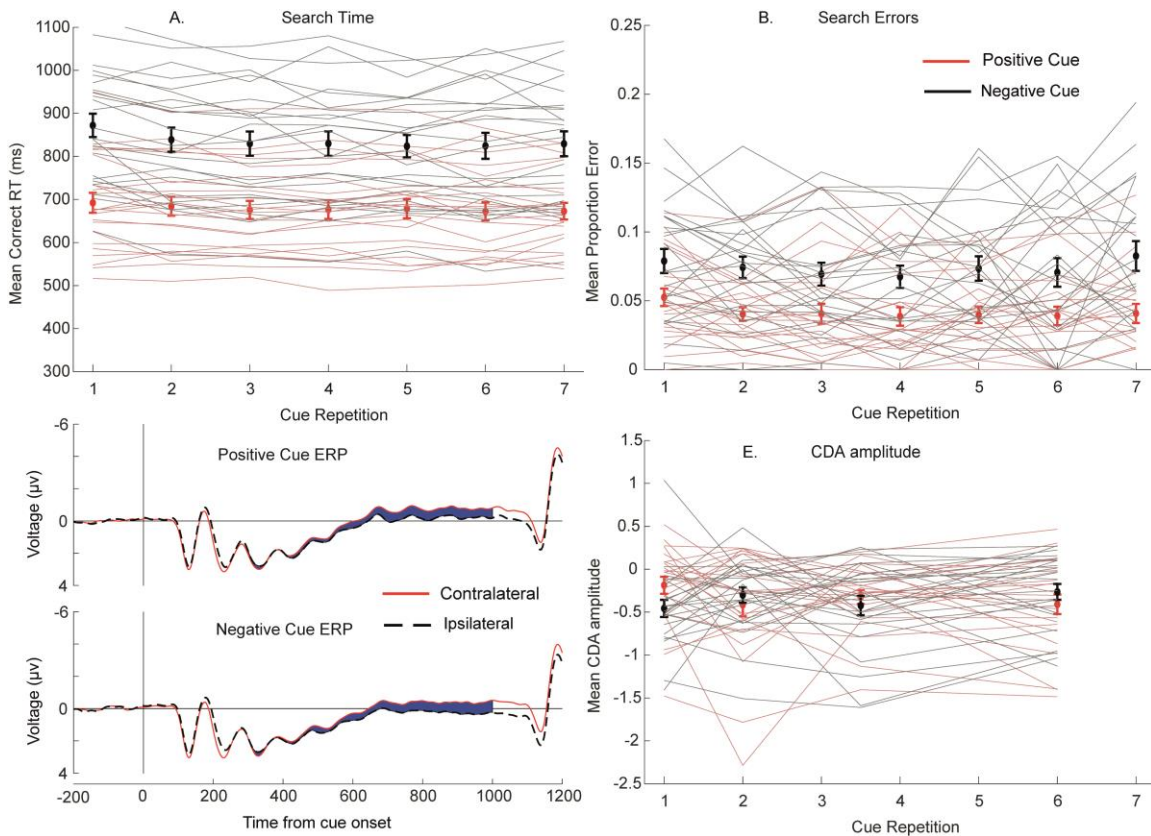 A. Search Time
1100
1000
900
800
700
600
500
400
300
Mean Correct RT (ms)
1 2 3 4 5 6 7
Cue Repetition
B. Search Errors
Positive Cue
Negative Cue
0.25
0.2
0.15
0.1
0.05
0
Mean Proportion Error
1 2 3 4 5 6 7
Cue Repetition
Positive Cue ERP
-6
0
4
Voltage (μv)
Contralateral
Ipsilateral
Negative Cue ERP
-6
0
4
Voltage (μv)
-200 0 200 400 600 800 1000 1200
Time from cue onset
E. CDA amplitude
1.5
1
0.5
0
-0.5
-1
-1.5
-2
-2.5
Mean CDA amplitude
1 2 3 4 5 6 7
Cue Repetition